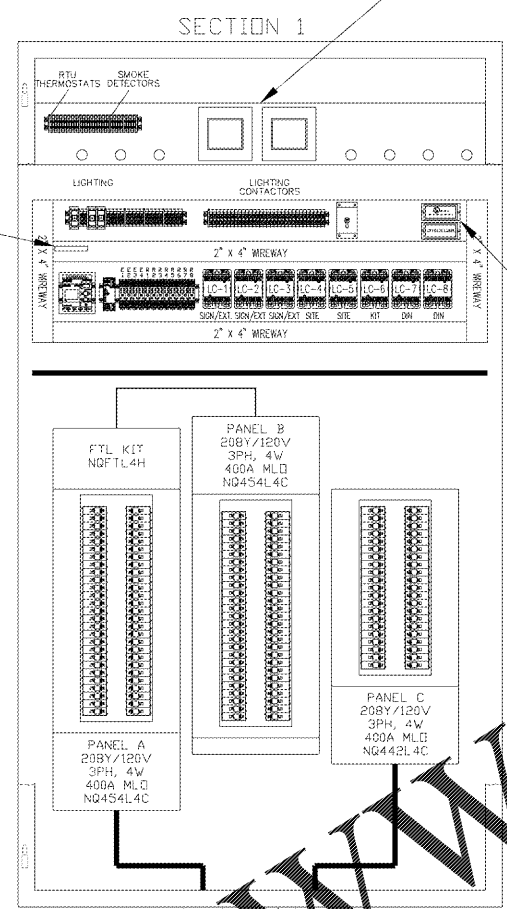 SECTION 1
RTU THERMOSTATS
SMOKE DETECTORS
LIGHTING
LIGHTING CONTACTORS
2" X 4" WIREWAY
2" X 4" WIREWAY
2" X 4" WIREWAY
LC-1 LC-2 LC-3 LC-4 LC-5 LC-6 LC-7 LC-8
SIGN/EXT. SIGN/EXT SIGN/EXT SITE SITE KIT DIN DIN
2" X 4" WIREWAY
FTL KIT
NQFTL4H
PANEL B
208Y/120V
3PH, 4W
400A MLO
NQ454L4C
PANEL A
208Y/120V
3PH, 4W
400A MLO
NQ454L4C
PANEL C
208Y/120V
3PH, 4W
400A MLO
NQ442L4C
WWW